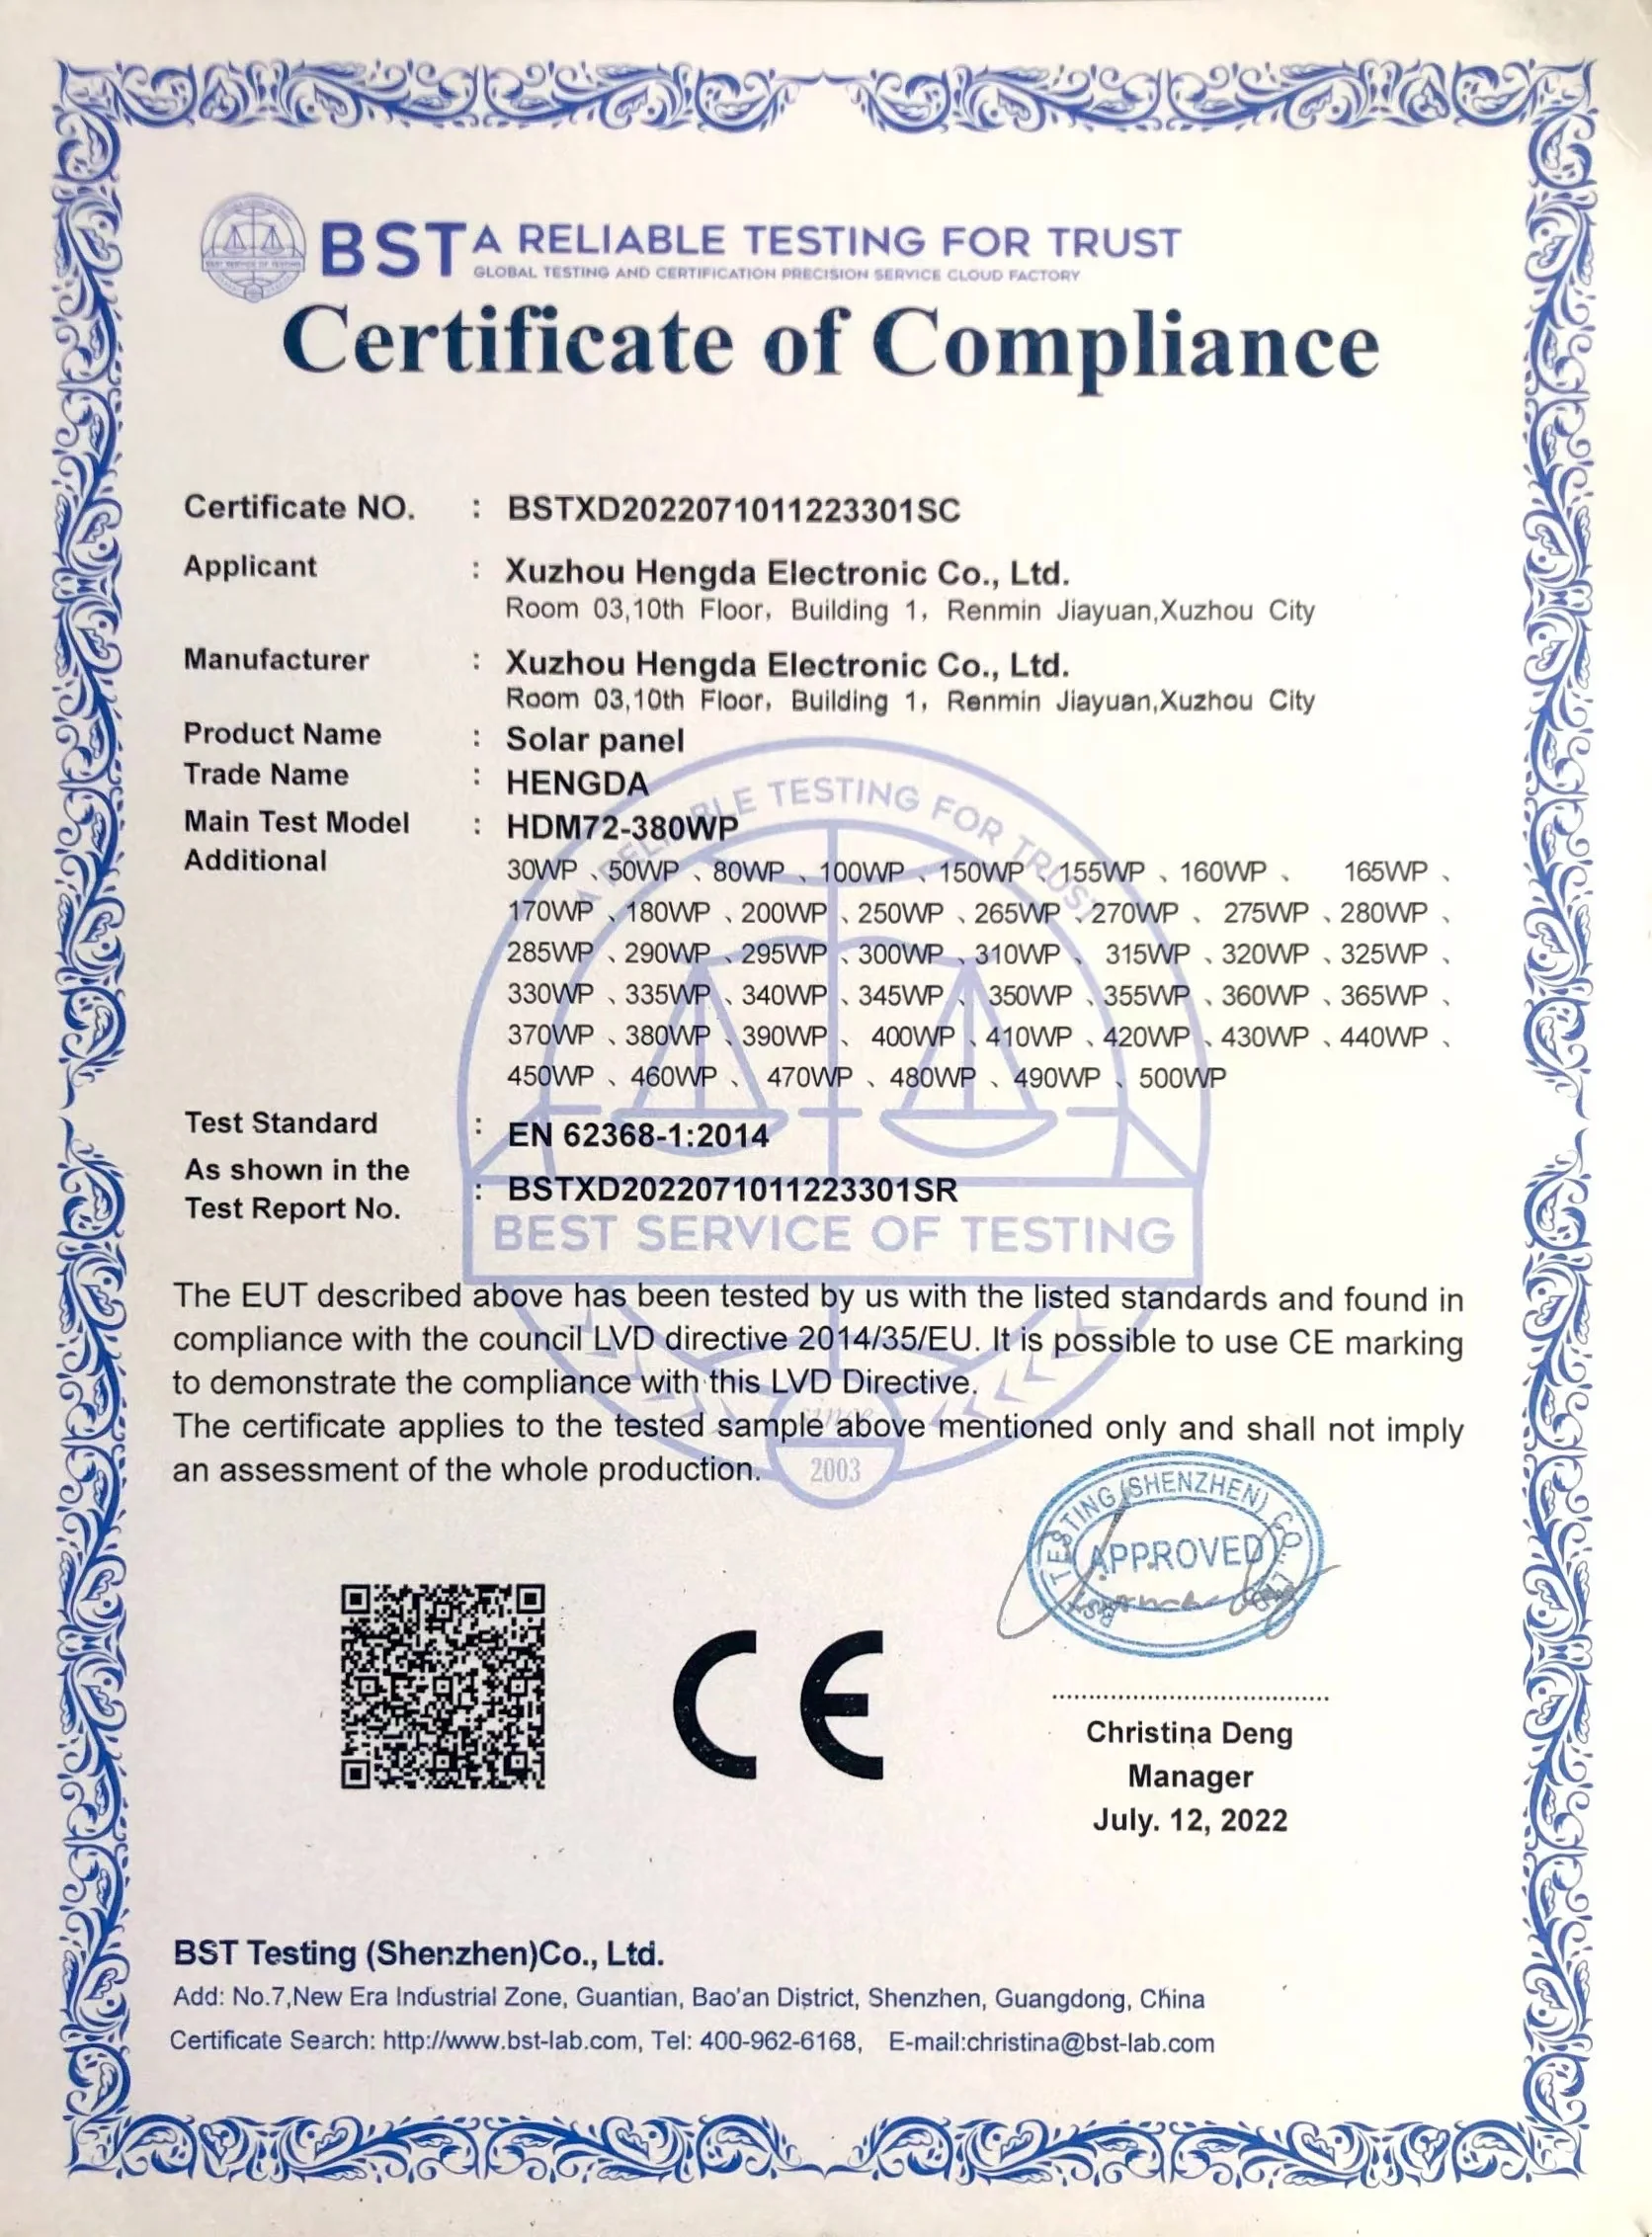 BST A RELIABLE TESTING FOR TRUST
GLOBAL TESTING AND CERTIFICATION PRECISION SERVICE CLOUD FACTORY
Certificate of Compliance
Certificate NO. : BSTXD2022071011223301SC
Applicant : Xuzhou Hengda Electronic Co., Ltd.
Room 03,10th Floor，Building 1，Renmin Jiayuan,Xuzhou City
Manufacturer : Xuzhou Hengda Electronic Co., Ltd.
Room 03,10th Floor，Building 1，Renmin Jiayuan,Xuzhou City
Product Name : Solar panel
Trade Name : HENGDA
Main Test Model : HDM72-380WP
Additional 30WP、50WP、80WP、100WP、150WP、155WP、160WP、 165WP、
170WP、180WP、200WP、250WP、265WP、270WP、 275WP、280WP、
285WP、290WP、295WP、300WP、310WP、 315WP、320WP、325WP、
330WP、335WP、340WP、345WP、 350WP、355WP、360WP、365WP、
370WP、380WP、390WP、 400WP、410WP、420WP、430WP、440WP、
450WP、460WP、 470WP、480WP、490WP、500WP
Test Standard : EN 62368-1:2014
As shown in the
Test Report No. : BSTXD2022071011223301SR
A RELIABLE TESTING FOR TRUST
BEST SERVICE OF TESTING
The EUT described above has been tested by us with the listed standards and found in
compliance with the council LVD directive 2014/35/EU. It is possible to use CE marking
to demonstrate the compliance with this LVD Directive.
The certificate applies to the tested sample above mentioned only and shall not imply
an assessment of the whole production.
since
2003
BST TESTING (SHENZHEN) CO., LTD
APPROVED
CE
Christina Deng
Manager
July. 12, 2022
BST Testing (Shenzhen)Co., Ltd.
Add: No.7,New Era Industrial Zone, Guantian, Bao'an District, Shenzhen, Guangdong, China
Certificate Search: http://www.bst-lab.com, Tel: 400-962-6168, E-mail:christina@bst-lab.com